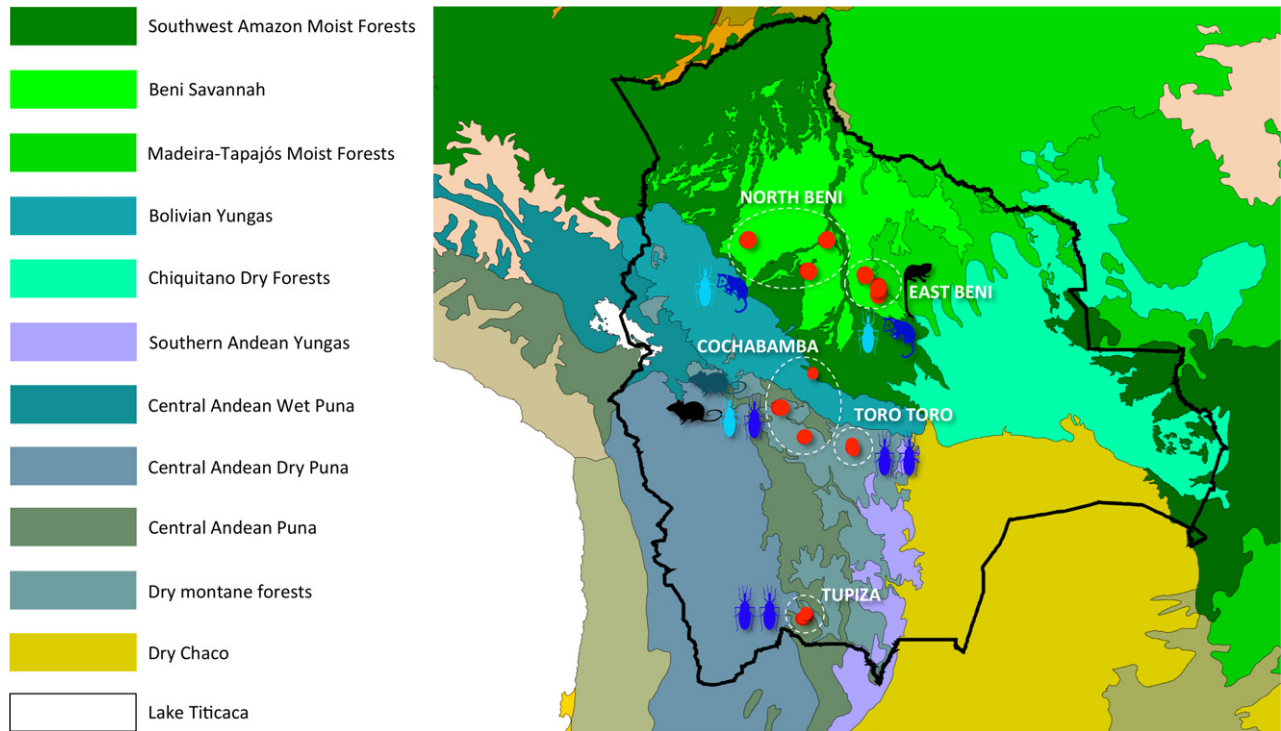 Southwest Amazon Moist Forests
Beni Savannah
Madeira-Tapajós Moist Forests
Bolivian Yungas
Chiquitano Dry Forests
Southern Andean Yungas
Central Andean Wet Puna
Central Andean Dry Puna
Central Andean Puna
Dry montane forests
Dry Chaco
Lake Titicaca
NORTH BENI
EAST BENI
COCHABAMBA
TORO TORO
TUPIZA